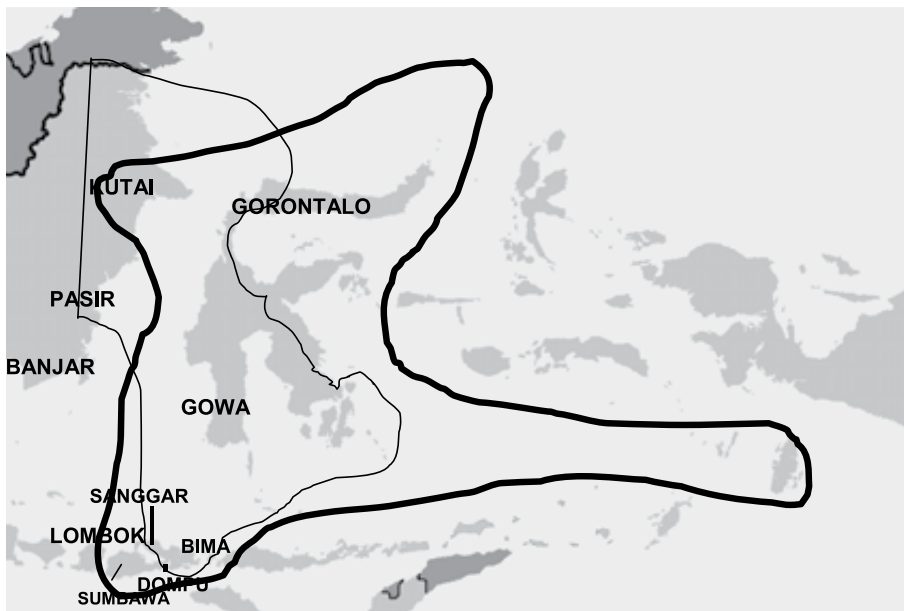 KUTAI
GORONTALO
PASIR
BANJAR
GOWA
SANGGAR
LOMBOK
BIMA
DOMPU
SUMBAWA